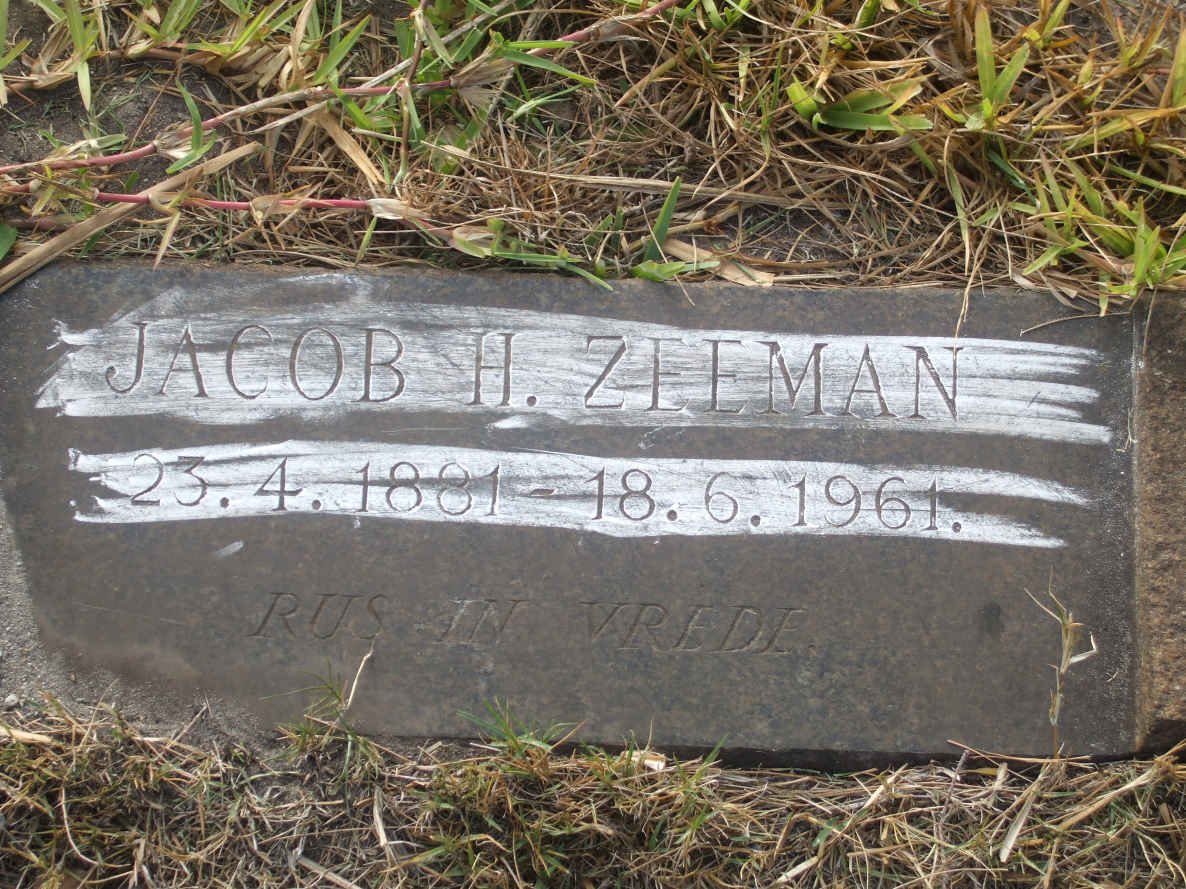 JACOB H. ZEEMAN
23.4.1881 - 18.6.1961.
RUS IN VREDE.